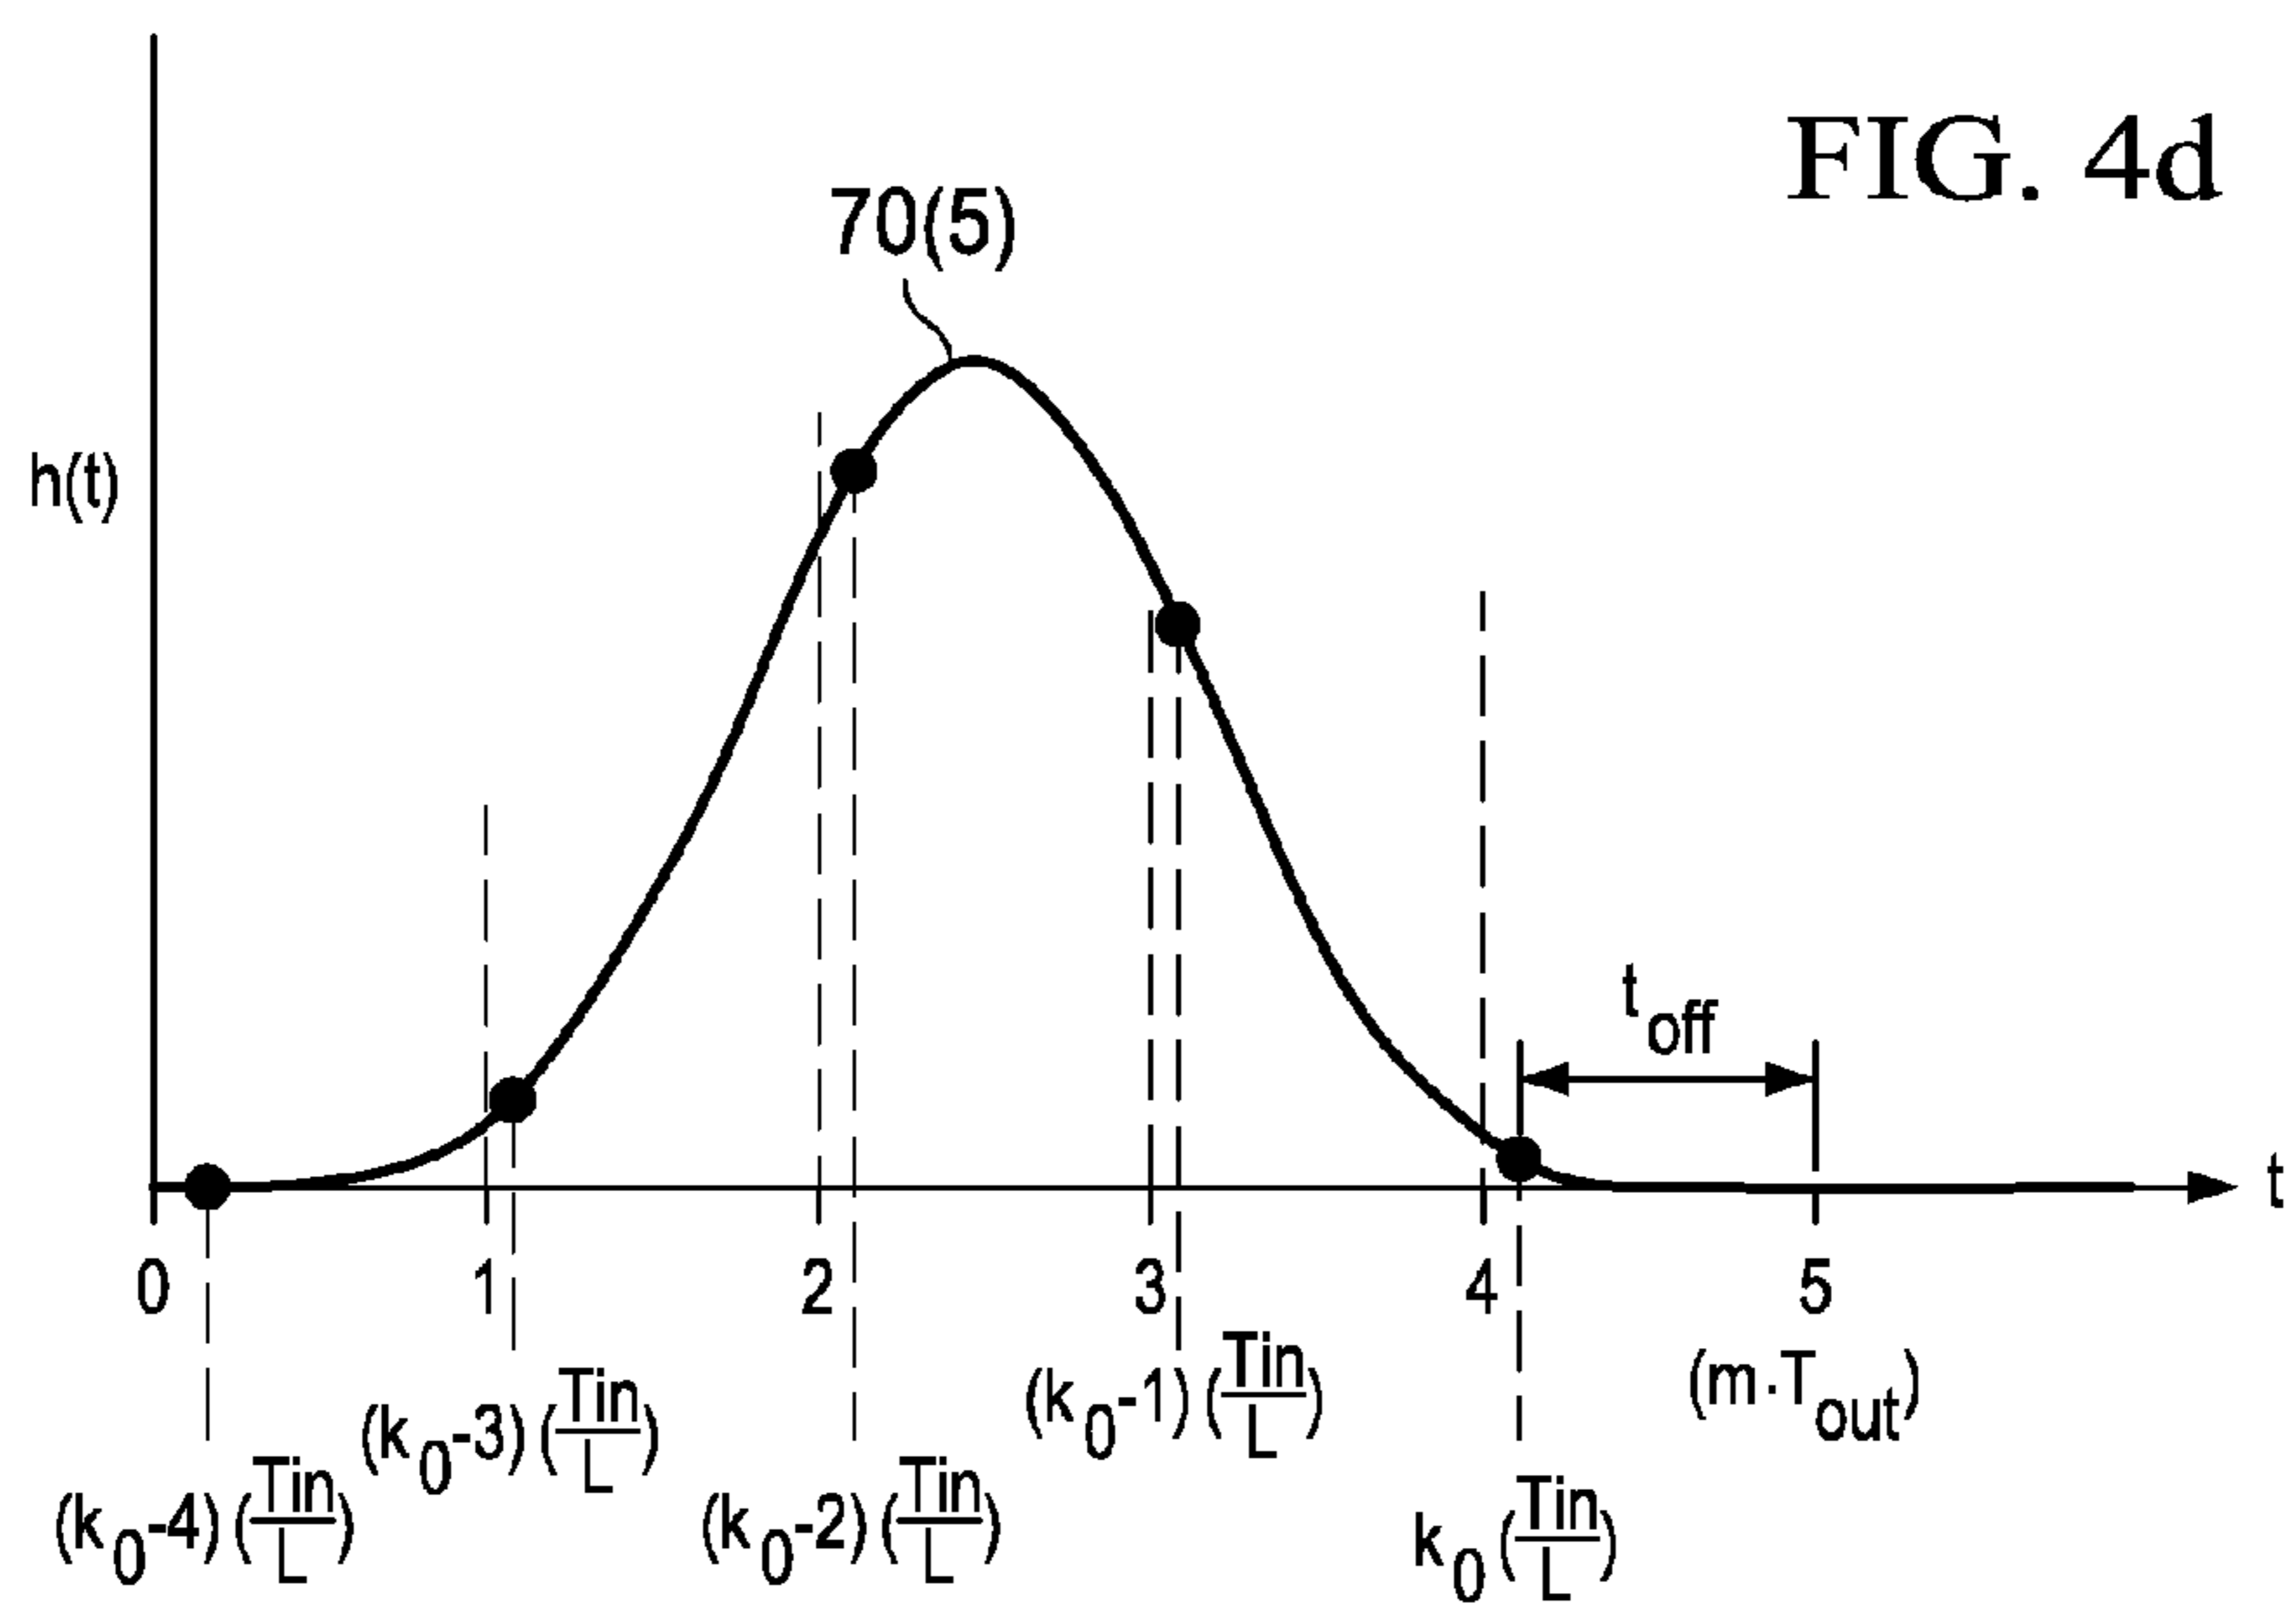 FIG. 4d
70(5)
h(t)
t_off
t
0 1 2 3 4 5
(m·T_out)
(k_0-4)(Tin/L)
(k_0-3)(Tin/L)
(k_0-2)(Tin/L)
(k_0-1)(Tin/L)
k_0(Tin/L)